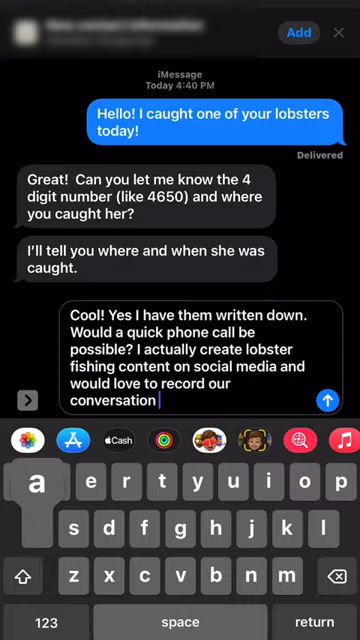 Add
iMessage
Today 4:40 PM
Hello! I caught one of your lobsters
today!
Delivered
Great! Can you let me know the 4
digit number (like 4650) and where
you caught her?
I'll tell you where and when she was
caught.
Cool! Yes I have them written down.
Would a quick phone call be
possible? I actually create lobster
fishing content on social media and
would love to record our
conversation
Cash
a e r t y u i o p
s d f g h j k l
z x c v b n m
123 space return